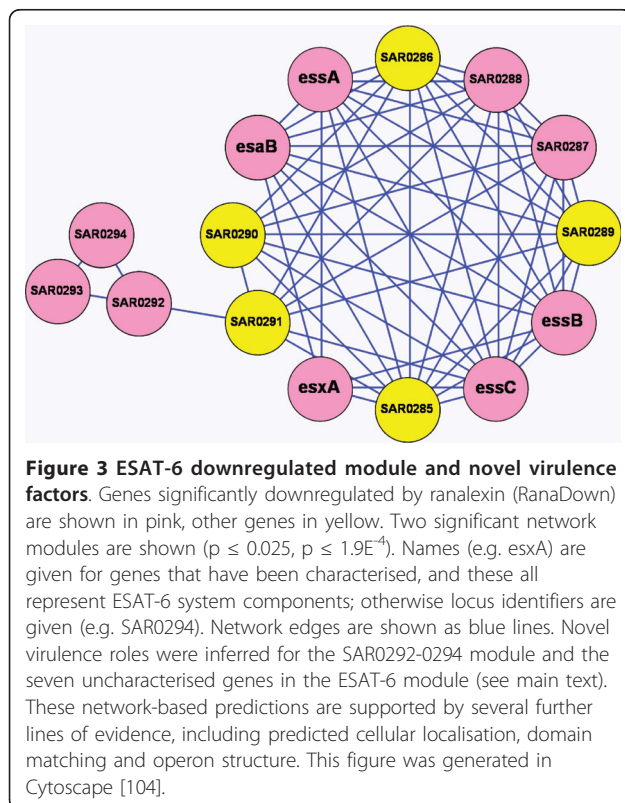 SAR0286
essA
SAR0288
esaB
SAR0287
SAR0290
SAR0289
SAR0294
SAR0293
SAR0292
SAR0291
essB
esxA
essC
SAR0285
Figure 3 ESAT-6 downregulated module and novel virulence
factors. Genes significantly downregulated by ranalexin (RanaDown)
are shown in pink, other genes in yellow. Two significant network
modules are shown (p ≤ 0.025, p ≤ 1.9E⁻⁴). Names (e.g. esxA) are
given for genes that have been characterised, and these all
represent ESAT-6 system components; otherwise locus identifiers are
given (e.g. SAR0294). Network edges are shown as blue lines. Novel
virulence roles were inferred for the SAR0292-0294 module and the
seven uncharacterised genes in the ESAT-6 module (see main text).
These network-based predictions are supported by several further
lines of evidence, including predicted cellular localisation, domain
matching and operon structure. This figure was generated in
Cytoscape [104].